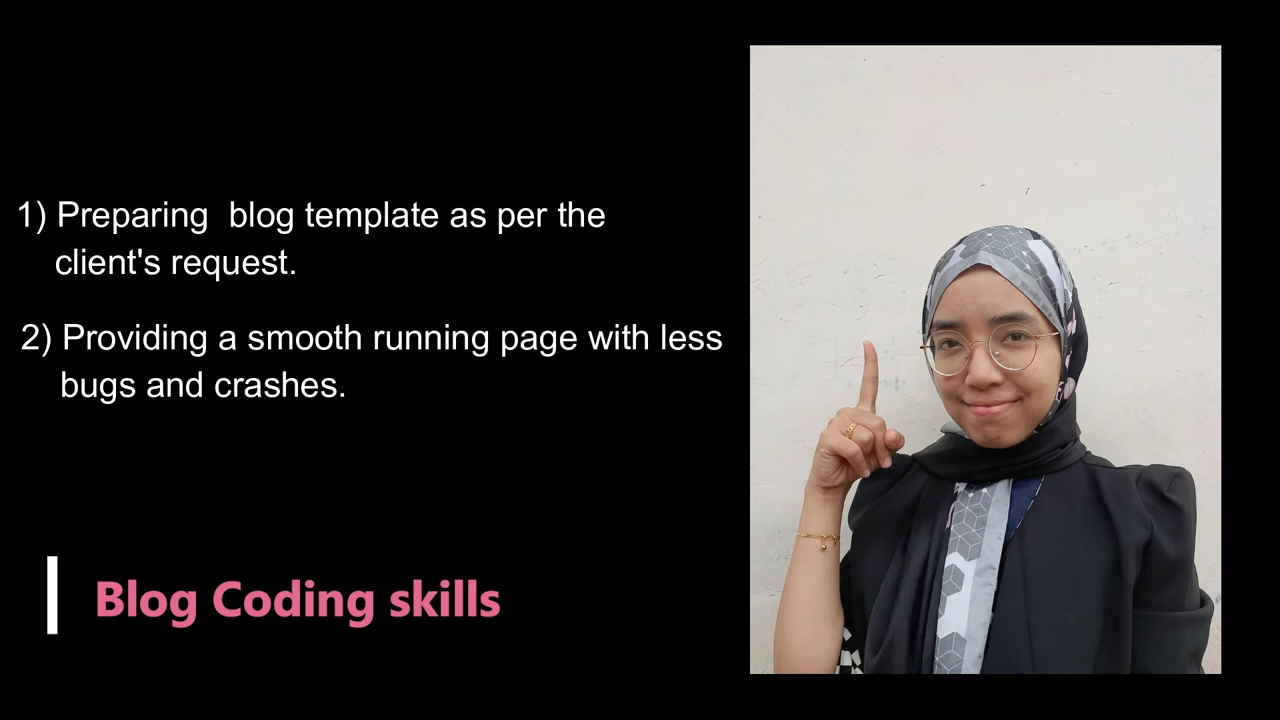 1) Preparing  blog template as per the
client's request.
2) Providing a smooth running page with less
bugs and crashes.
Blog Coding skills